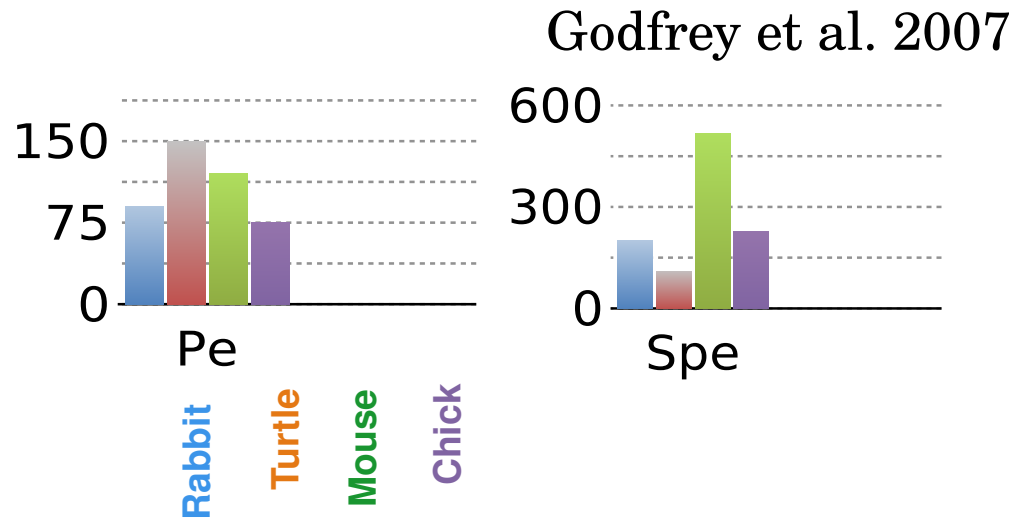 Godfrey et al. 2007
150
75
0
Pe
600
300
0
Spe
Rabbit
Turtle
Mouse
Chick